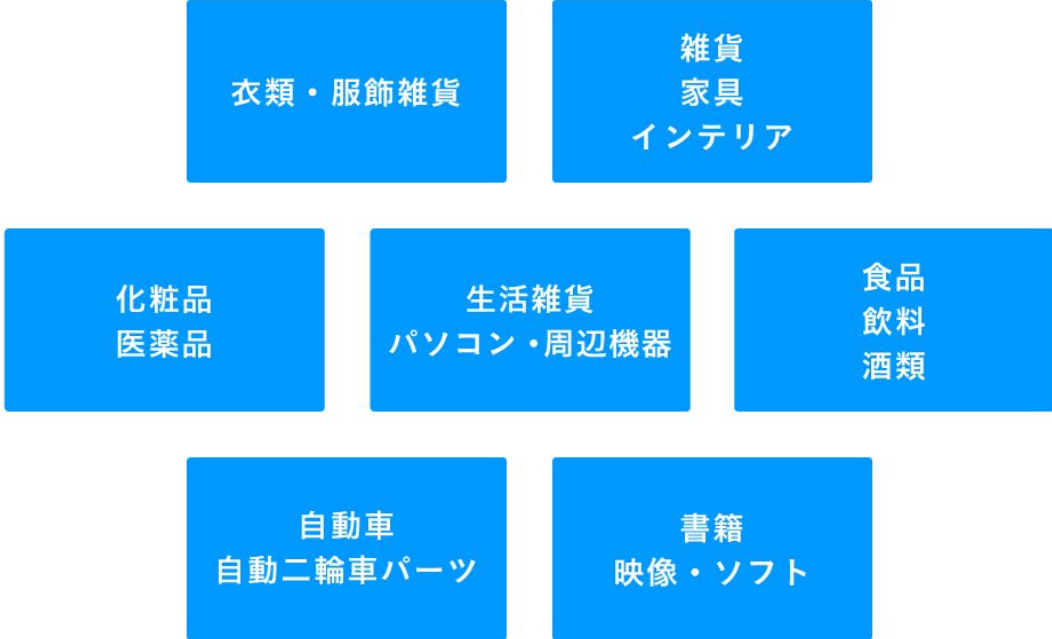 衣類・服飾雑貨
雑貨
家具
インテリア
化粧品
医薬品
生活雑貨
パソコン・周辺機器
食品
飲料
酒類
自動車
自動二輪車パーツ
書籍
映像・ソフト